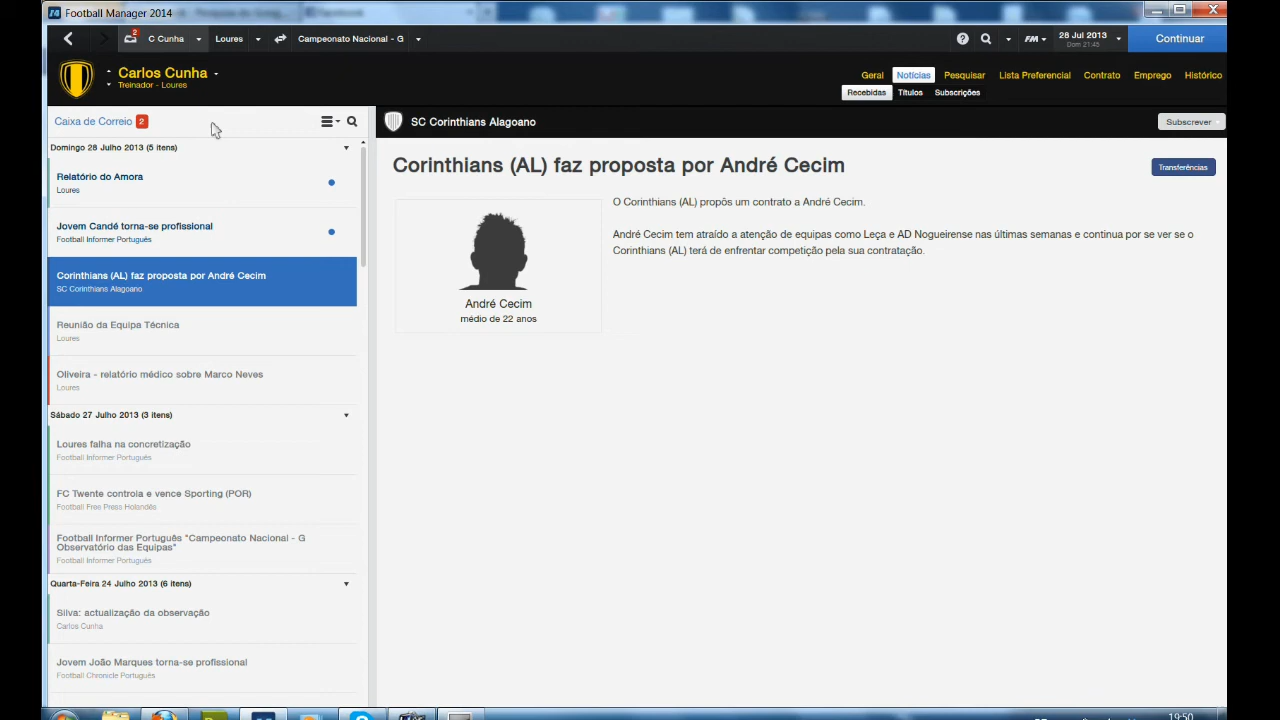 Football Manager 2014
2
C Cunha
Loures
Campeonato Nacional - G
FM
28 Jul 2013
Dom 21:45
Continuar
Carlos Cunha
Treinador - Loures
Geral
Notícias
Pesquisar
Lista Preferencial
Contrato
Emprego
Histórico
Recebidas
Títulos
Subscrições
Caixa de Correio 2
SC Corinthians Alagoano
Subscrever
Domingo 28 Julho 2013 (5 itens)
Relatório do Amora
Loures
Jovem Candé torna-se profissional
Football Informer Português
Corinthians (AL) faz proposta por André Cecim
SC Corinthians Alagoano
Reunião da Equipa Técnica
Loures
Oliveira - relatório médico sobre Marco Neves
Loures
Sábado 27 Julho 2013 (3 itens)
Loures falha na concretização
Football Informer Português
FC Twente controla e vence Sporting (POR)
Football Free Press Holandês
Football Informer Português "Campeonato Nacional - G
Observatório das Equipas"
Football Informer Português
Quarta-Feira 24 Julho 2013 (6 itens)
Silva: actualização da observação
Carlos Cunha
Jovem João Marques torna-se profissional
Football Chronicle Português
Corinthians (AL) faz proposta por André Cecim
Transferências
O Corinthians (AL) propôs um contrato a André Cecim.
André Cecim tem atraído a atenção de equipas como Leça e AD Nogueirense nas últimas semanas e continua por se ver se o
Corinthians (AL) terá de enfrentar competição pela sua contratação.
André Cecim
médio de 22 anos
19:50